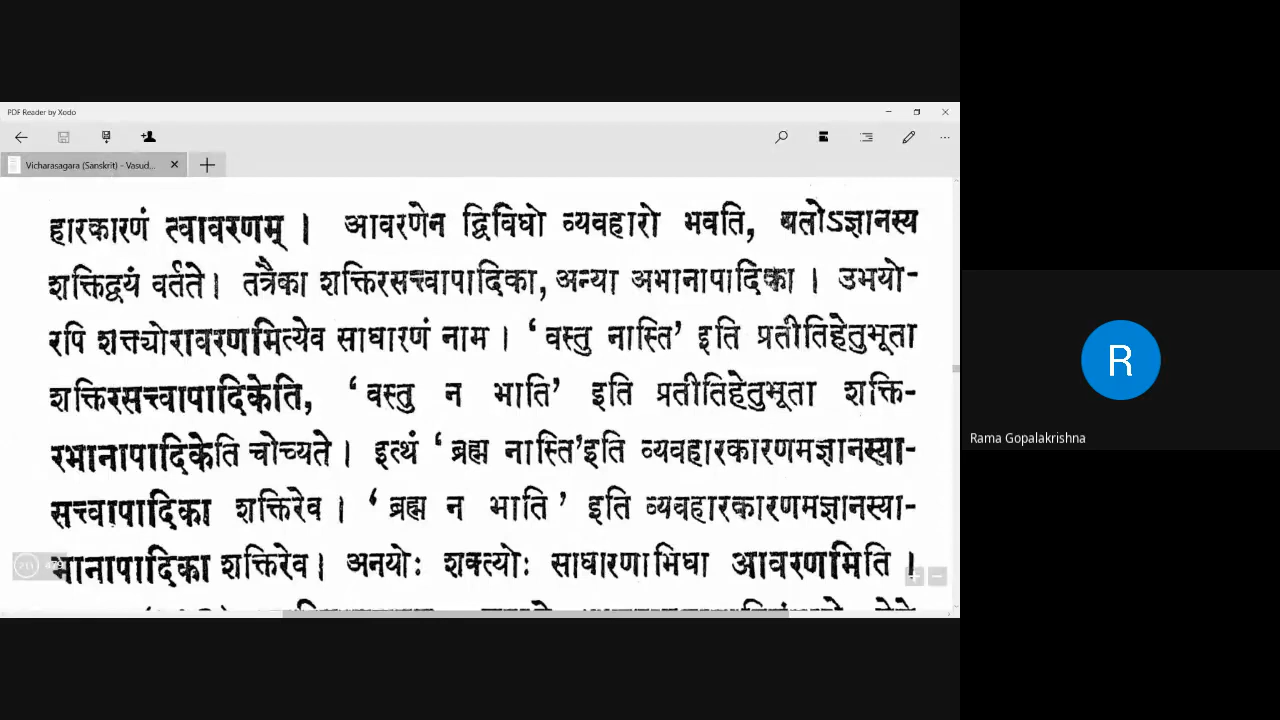 PDF Reader by Xodo
Vicharasagara (Sanskrit) - Vasud...
हारकारणं त्वावरणम् । आवरणेन द्विविधो व्यवहारो भवति, यतोऽज्ञानस्य
शक्तिद्वयं वर्तते। तत्रैका शक्तिरसत्त्वापादिका, अन्या अभानापादिका । उभयो-
रपि शक्त्योरावरणमित्येव साधारणं नाम । ‘ वस्तु नास्ति’ इति प्रतीतिहेतुभूता
शक्तिरसत्त्वापादिकेति, ‘ वस्तु न भाति’ इति प्रतीतिहेतुभूता शक्ति-
रभानापादिकेति चोच्यते । इत्थं ‘ ब्रह्म नास्ति’इति व्यवहारकारणमज्ञानस्या-
सत्त्वापादिका शक्तिरेव । ‘ ब्रह्म न भाति ’ इति व्यवहारकारणमज्ञानस्या-
भानापादिका शक्तिरेव। अनयोः शक्त्योः साधारणाभिधा आवरणमिति ।
R
Rama Gopalakrishna